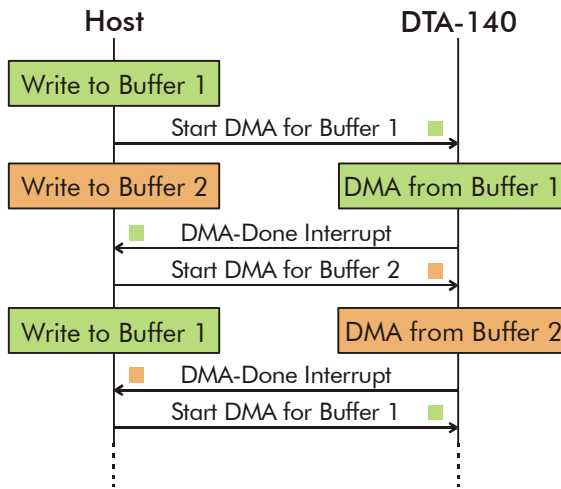 Host
DTA-140
Write to Buffer 1
Start DMA for Buffer 1
Write to Buffer 2
DMA from Buffer 1
DMA-Done Interrupt
Start DMA for Buffer 2
Write to Buffer 1
DMA from Buffer 2
DMA-Done Interrupt
Start DMA for Buffer 1